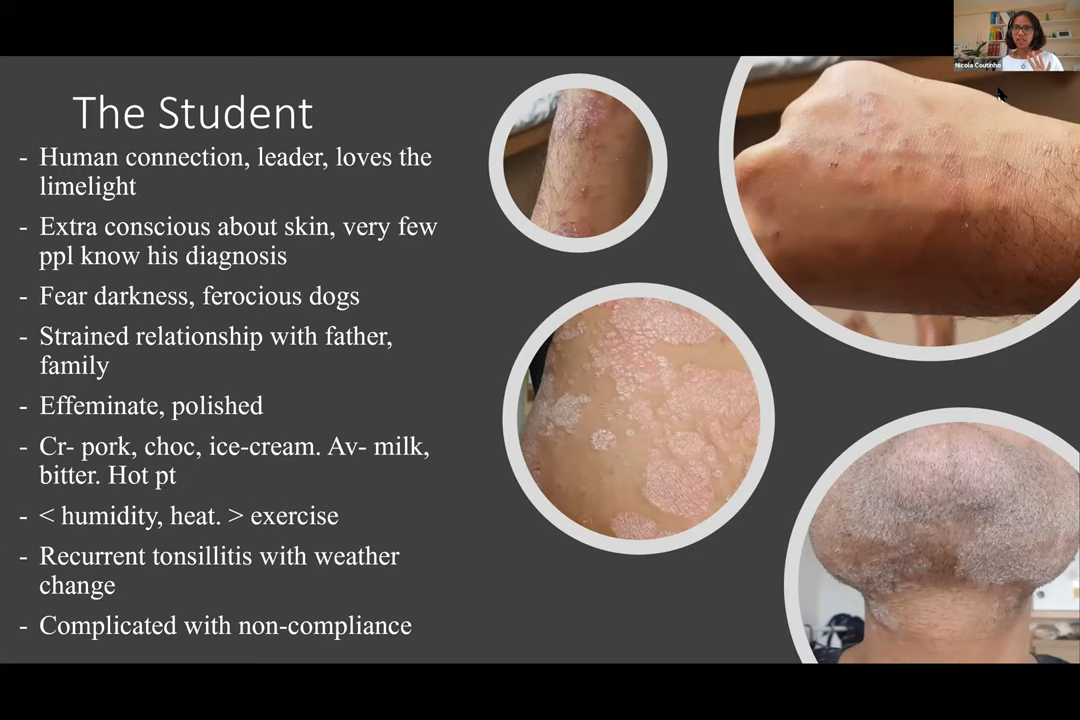 Nicola Coutinho
The Student
- Human connection, leader, loves the
limelight
- Extra conscious about skin, very few
ppl know his diagnosis
- Fear darkness, ferocious dogs
- Strained relationship with father,
family
- Effeminate, polished
- Cr- pork, choc, ice-cream. Av- milk,
bitter. Hot pt
- < humidity, heat. > exercise
- Recurrent tonsillitis with weather
change
- Complicated with non-compliance